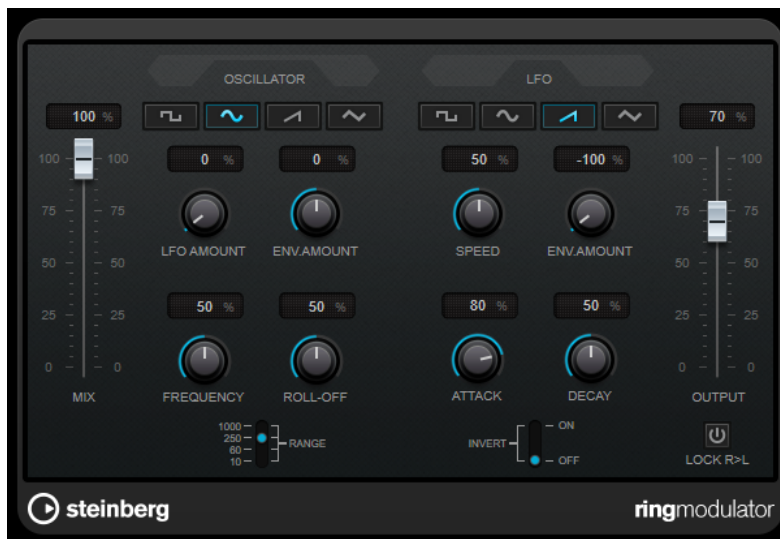 OSCILLATOR LFO
100 % 70 %
0 % 0 % 50 % -100 %
100 100 100 100
75 75 75 75
LFO AMOUNT ENV.AMOUNT SPEED ENV.AMOUNT
50 50 50 50
50 % 50 % 80 % 50 %
25 25 25 25
0 0 0 0
MIX FREQUENCY ROLL-OFF ATTACK DECAY OUTPUT
1000 ON
250 RANGE INVERT
60
10 OFF LOCK R>L
steinberg ringmodulator